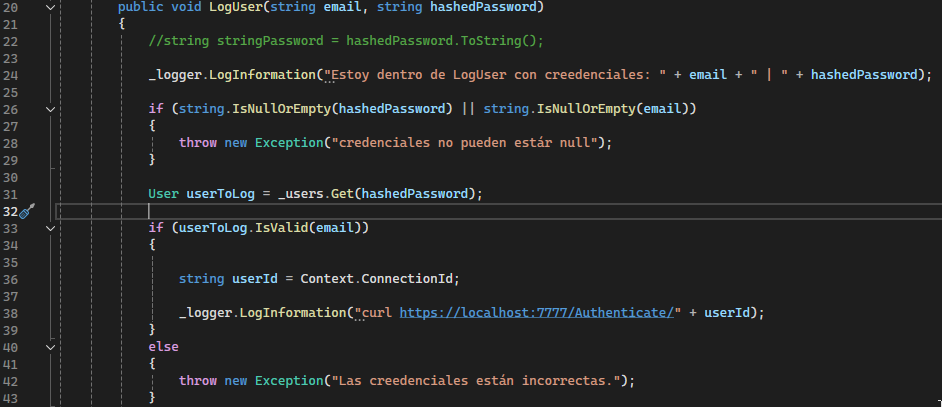 20 public void LogUser(string email, string hashedPassword)
21 {
22 //string stringPassword = hashedPassword.ToString();
23
24 _logger.LogInformation("Estoy dentro de LogUser con creedenciales: " + email + " | " + hashedPassword);
25
26 if (string.IsNullOrEmpty(hashedPassword) || string.IsNullOrEmpty(email))
27 {
28 throw new Exception("credenciales no pueden estár null");
29 }
30
31 User userToLog = _users.Get(hashedPassword);
32
33 if (userToLog.IsValid(email))
34 {
35
36 string userId = Context.ConnectionId;
37
38 _logger.LogInformation("curl https://localhost:7777/Authenticate/" + userId);
39 }
40 else
41 {
42 throw new Exception("Las creedenciales están incorrectas.");
43 }